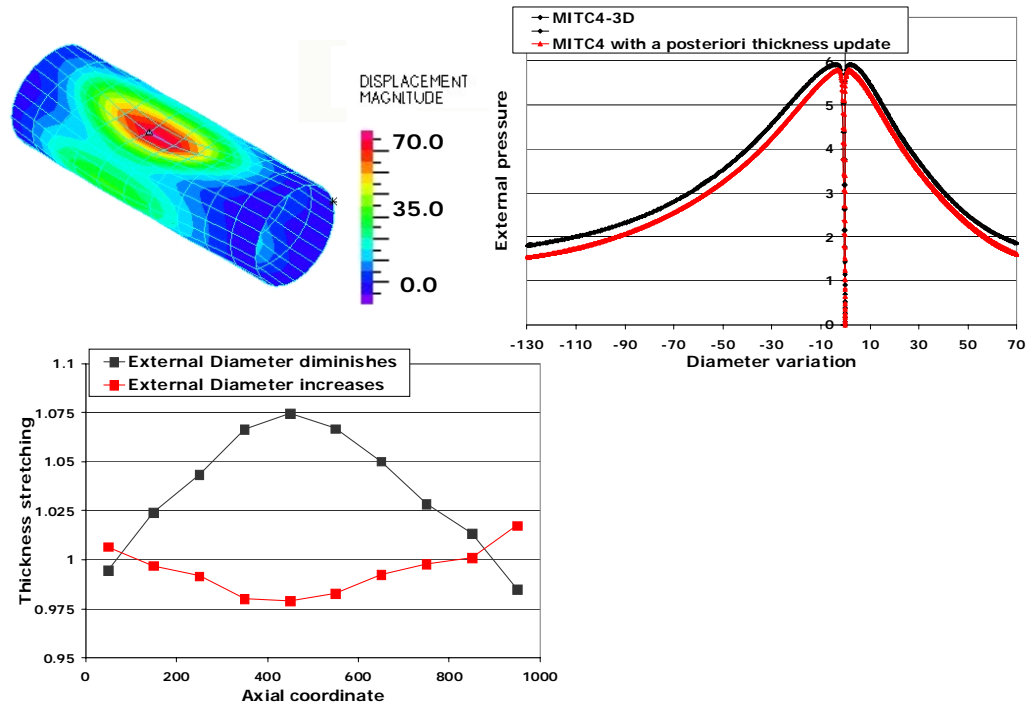 DISPLACEMENT
MAGNITUDE
70.0
35.0
0.0
MITC4-3D
MITC4 with a posteriori thickness update
External pressure
6
5
4
3
2
1
0
-130 -110 -90 -70 -50 -30 -10 10 30 50 70
Diameter variation
External Diameter diminishes
External Diameter increases
Thickness stretching
1.1
1.075
1.05
1.025
1
0.975
0.95
0 200 400 600 800 1000
Axial coordinate